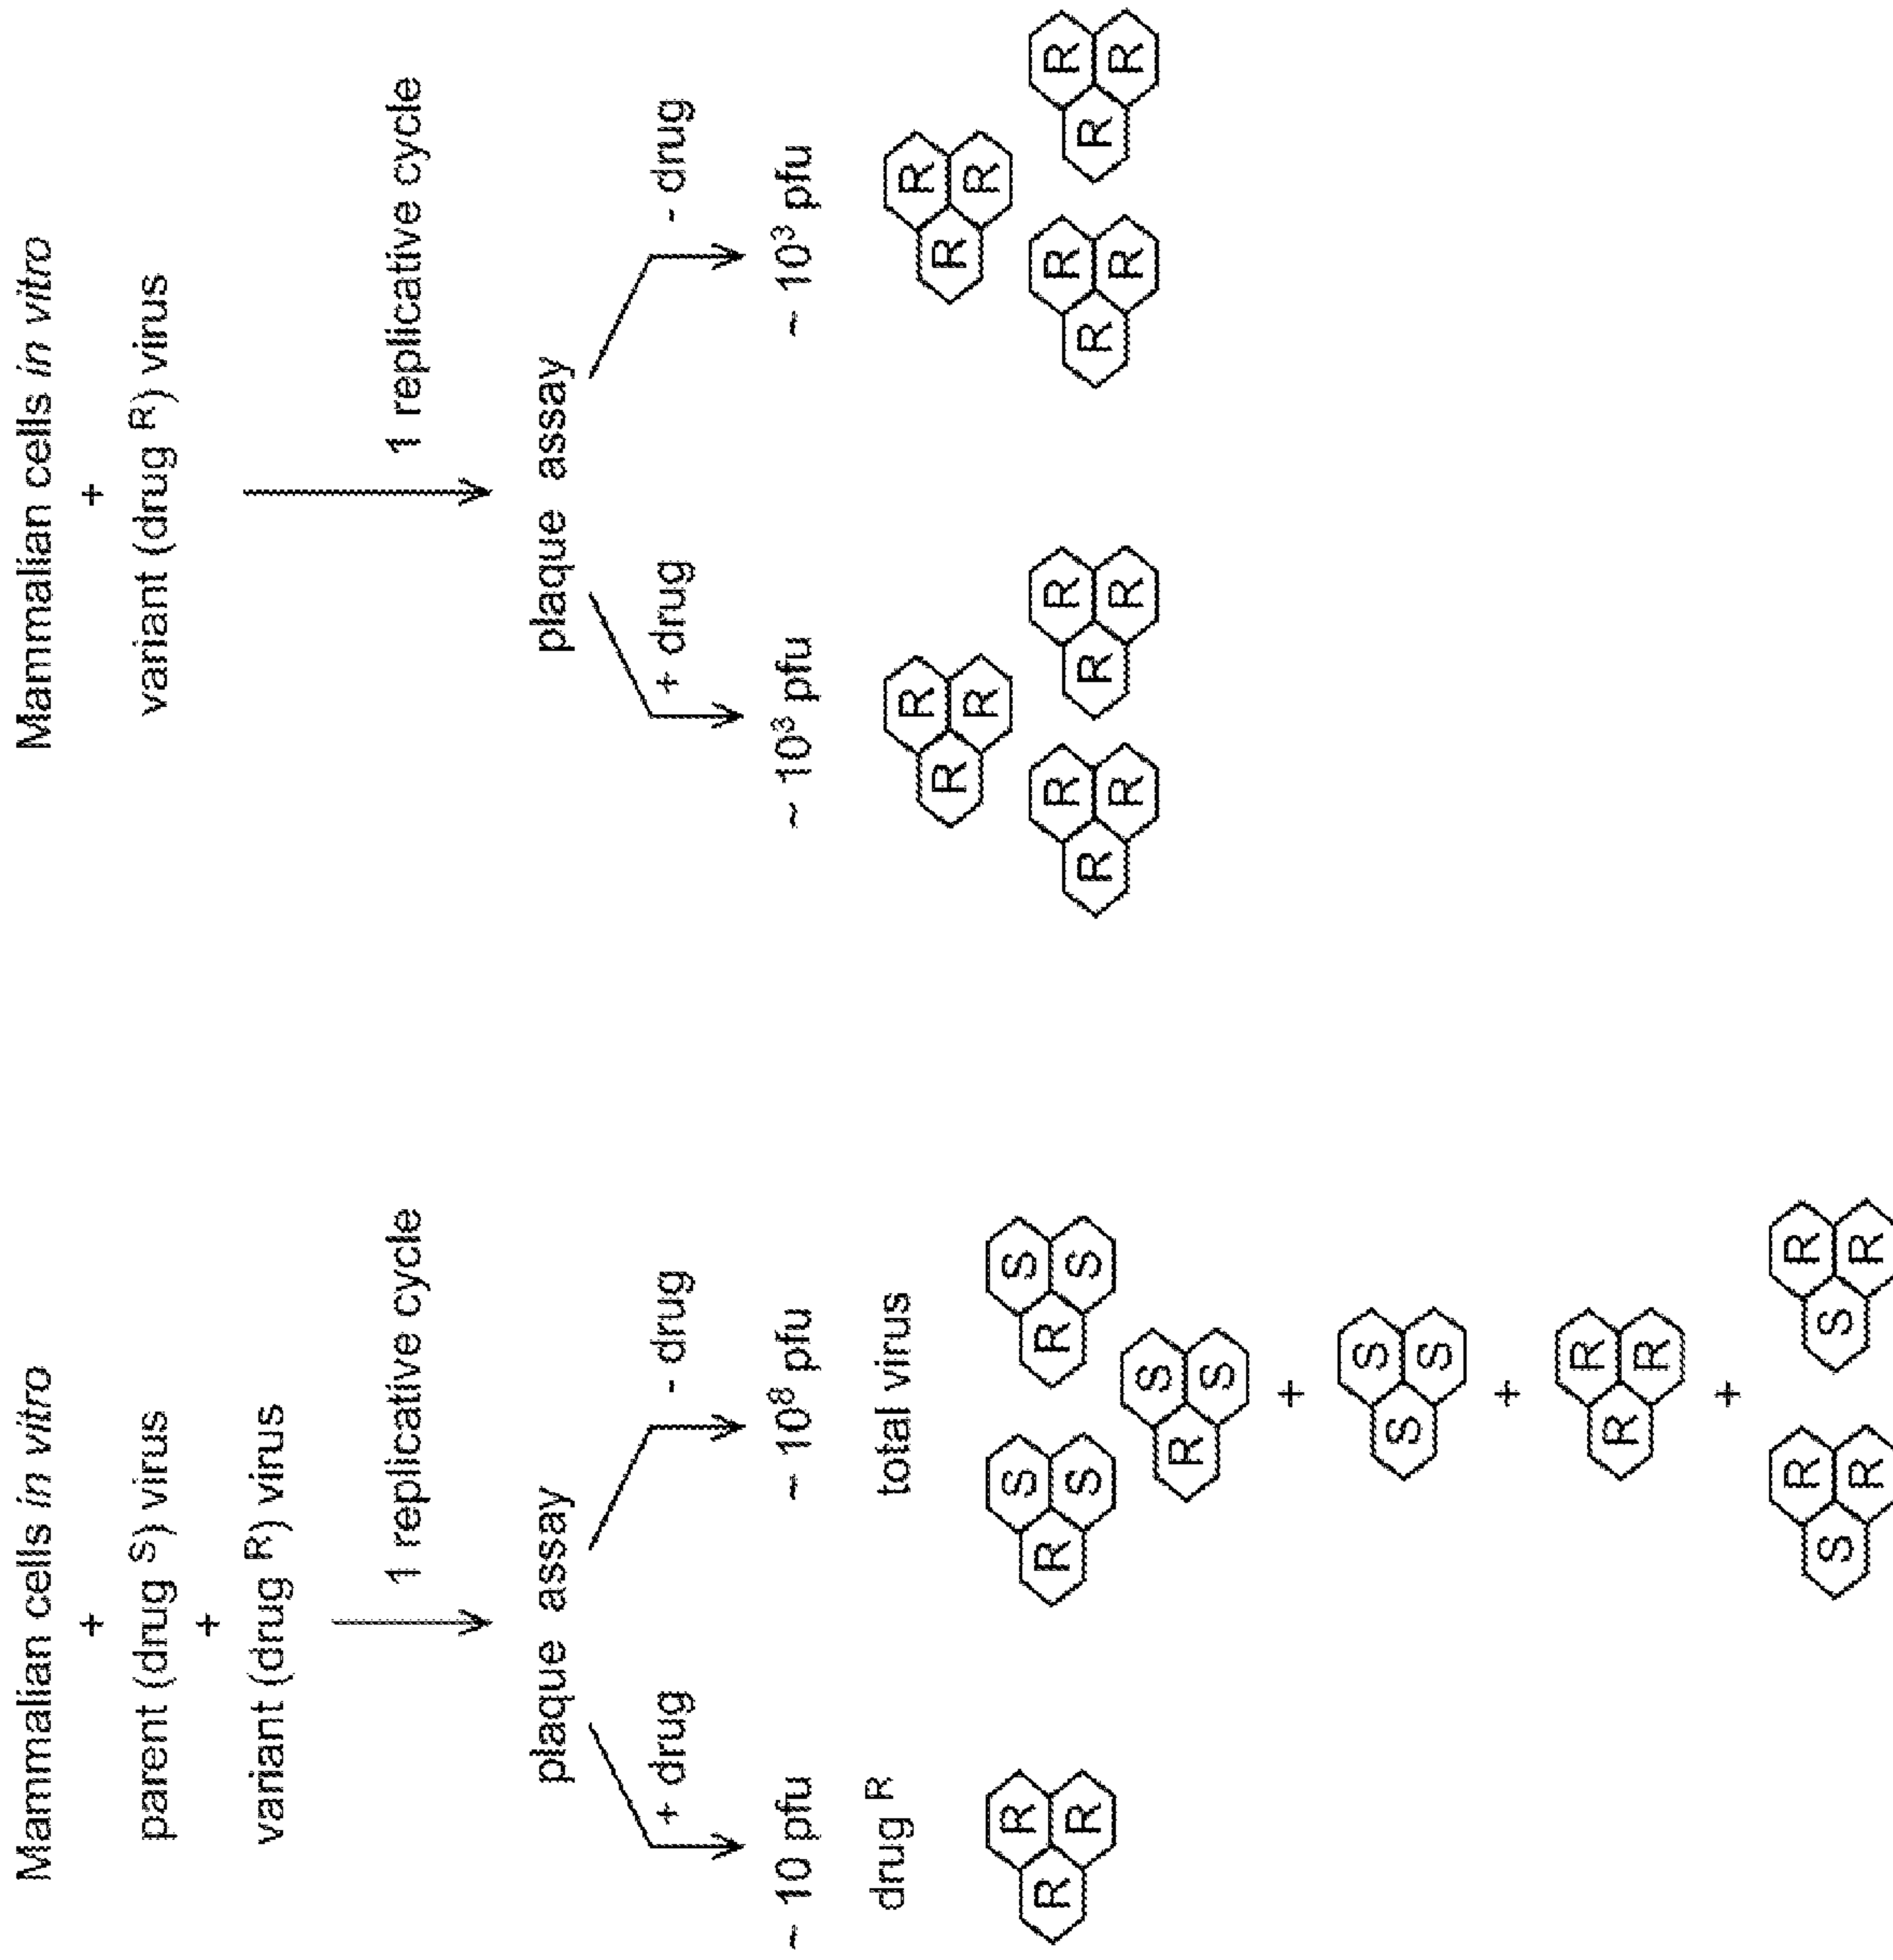 Mammalian cells in vitro
+
parent (drug S) virus
+
variant (drug R) virus
1 replicative cycle
plaque assay
+ drug
- drug
~ 10 pfu
drug R
R R R
~ 10⁸ pfu
total virus
R S S
R S S
R S S
+
S S S
+
R R R
+
S R R
S R R
Mammalian cells in vitro
+
variant (drug R) virus
1 replicative cycle
plaque assay
+ drug
- drug
~ 10³ pfu
R R R
R R R
R R R
~ 10³ pfu
R R R
R R R
R R R